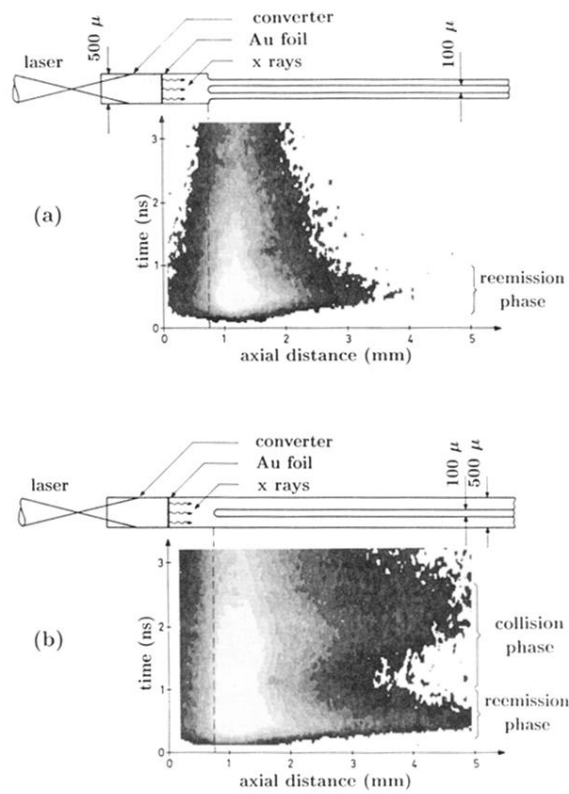 converter
Au foil
x rays
laser
500 μ
100 μ
(a)
time (ns)
3
2
1
0
0 1 2 3 4 5
axial distance (mm)
reemission
phase
converter
Au foil
x rays
laser
100 μ
500 μ
(b)
time (ns)
3
2
1
0
0 1 2 3 4 5
axial distance (mm)
collision
phase
reemission
phase